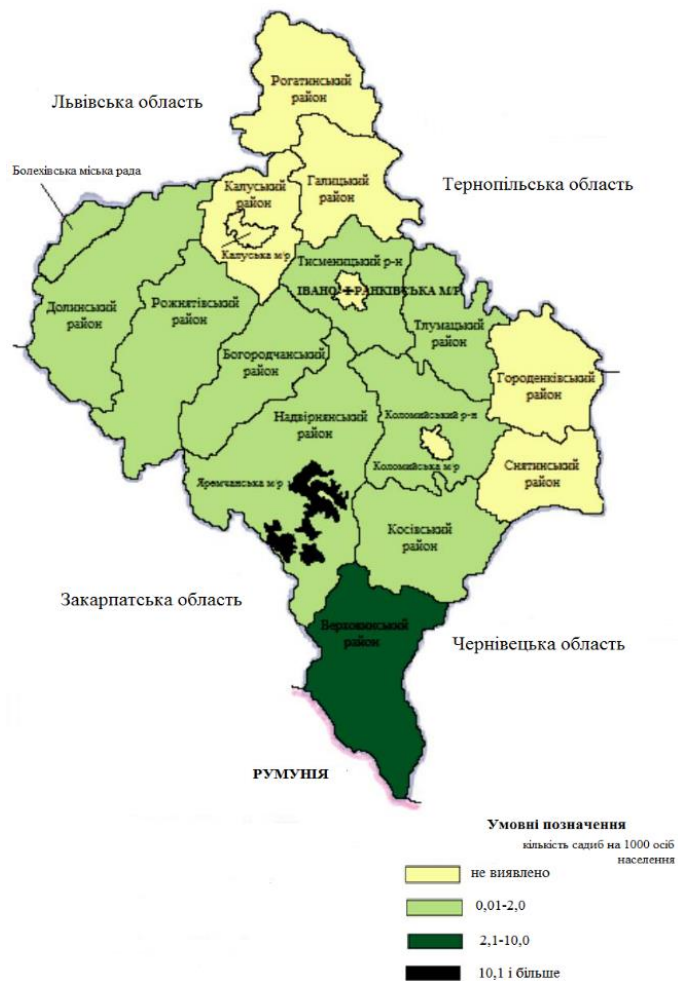 Рогатинський
район
Львівська область
Болехівська міська рада
Калуський
район
Галицький
район
Тернопільська область
Калуська м/р
Тисменицький р-н
ІВАНО-ФРАНКІВСЬКА М/Р
Долинський
район
Рожнятівський
район
Тлумацький
район
Богородчанський
район
Городенківський
район
Надвірнянський
район
Коломийський р-н
Коломийська м/р
Снятинський
район
Яремчанська м/р
Косівський
район
Закарпатська область
Верховинський
район
Чернівецька область
РУМУНІЯ
Умовні позначення
кількість садиб на 1000 осіб
населення
не виявлено
0,01-2,0
2,1-10,0
10,1 і більше